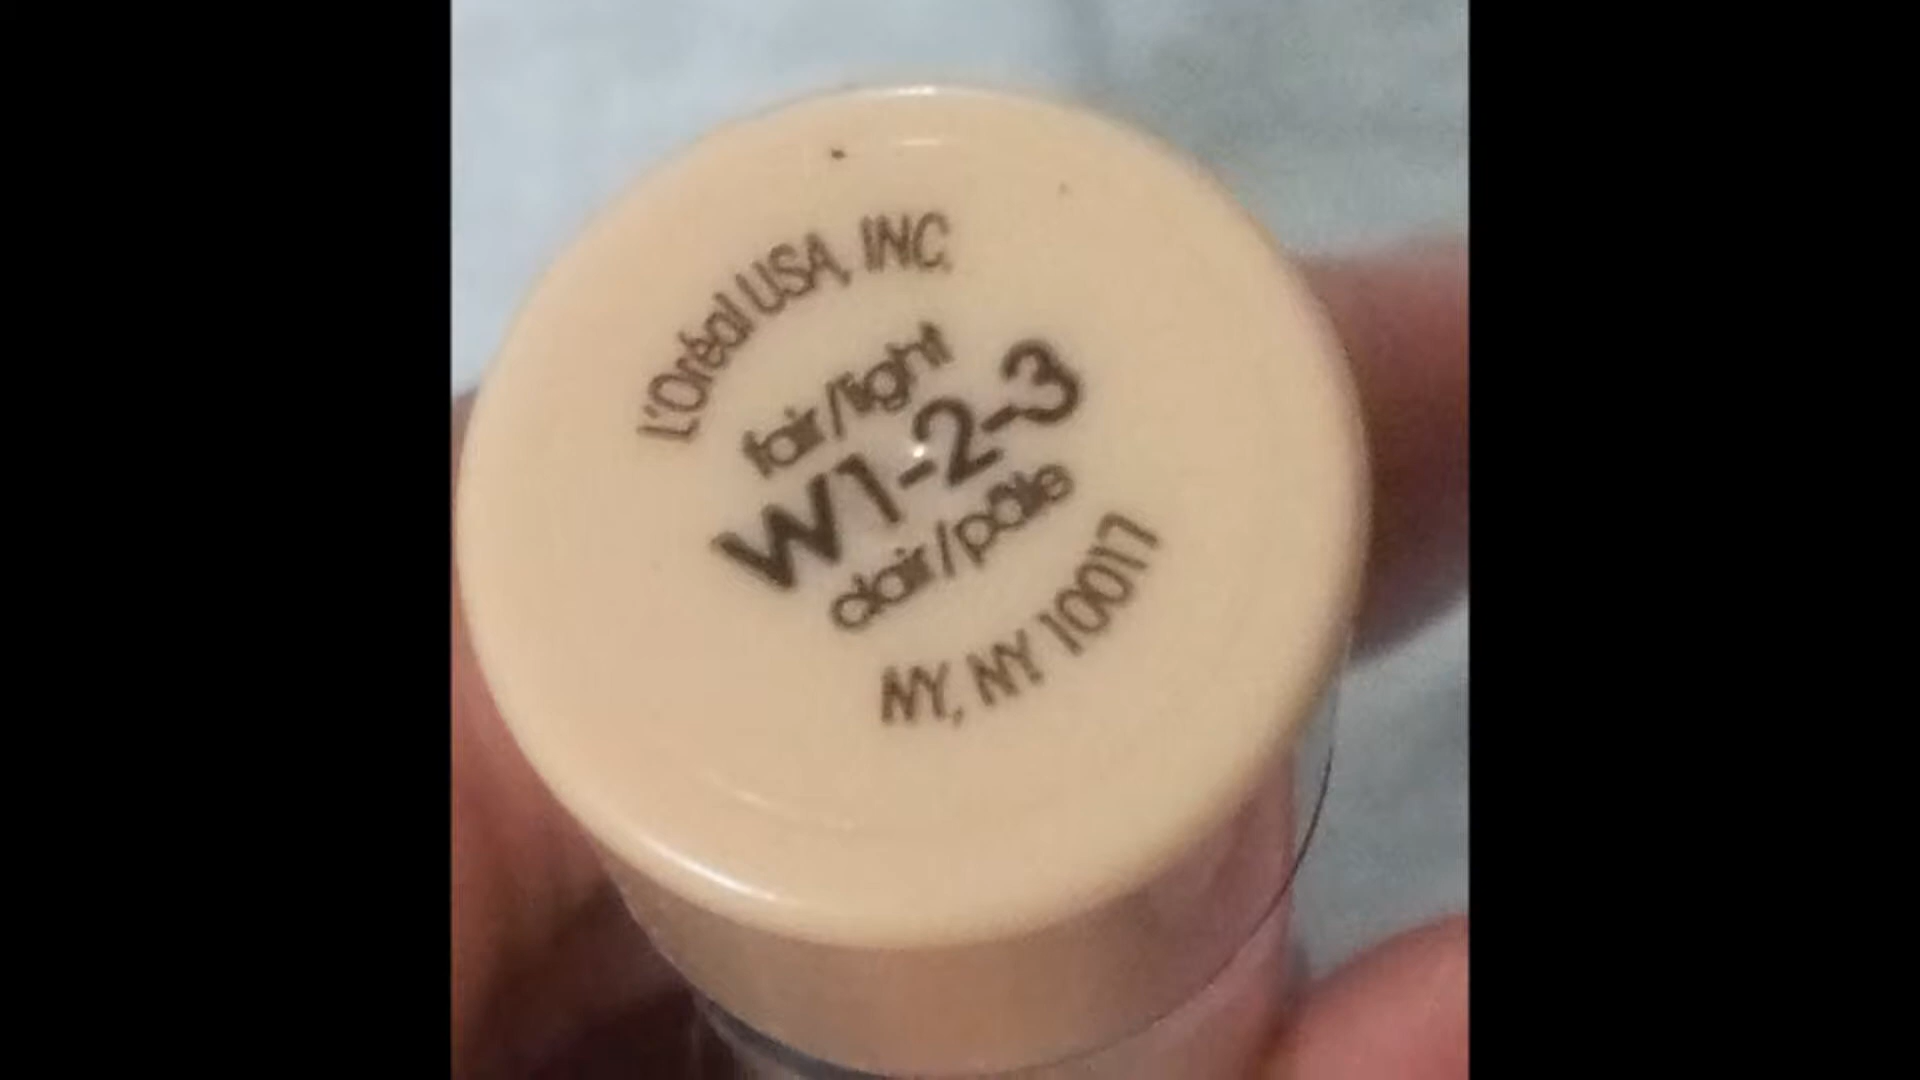 L'Oréal USA, INC.
fair/light
W1-2-3
clair/pâle
NY, NY 10017